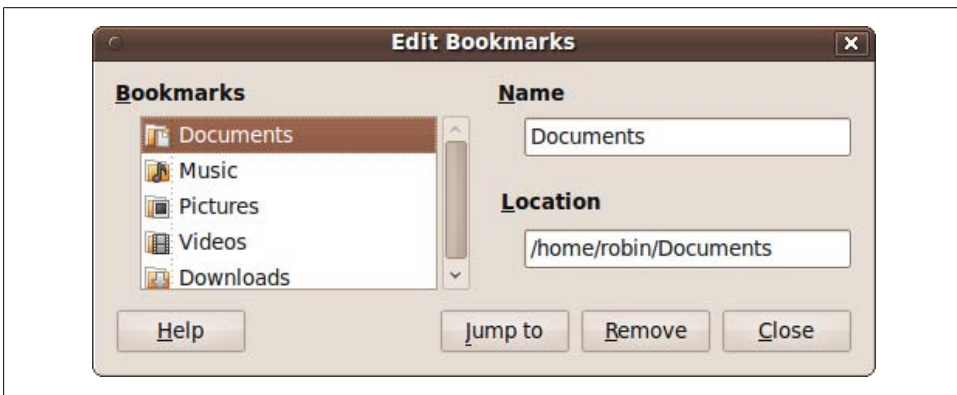 Edit Bookmarks
Bookmarks
Documents
Music
Pictures
Videos
Downloads
Name
Documents
Location
/home/robin/Documents
Help
Jump to
Remove
Close